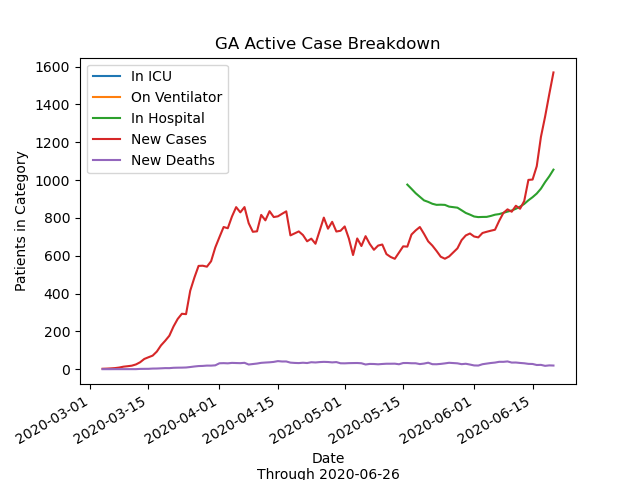 GA Active Case Breakdown
In ICU
On Ventilator
In Hospital
New Cases
New Deaths
Patients in Category
1600
1400
1200
1000
800
600
400
200
0
2020-03-01
2020-03-15
2020-04-01
2020-04-15
2020-05-01
2020-05-15
2020-06-01
2020-06-15
Date
Through 2020-06-26